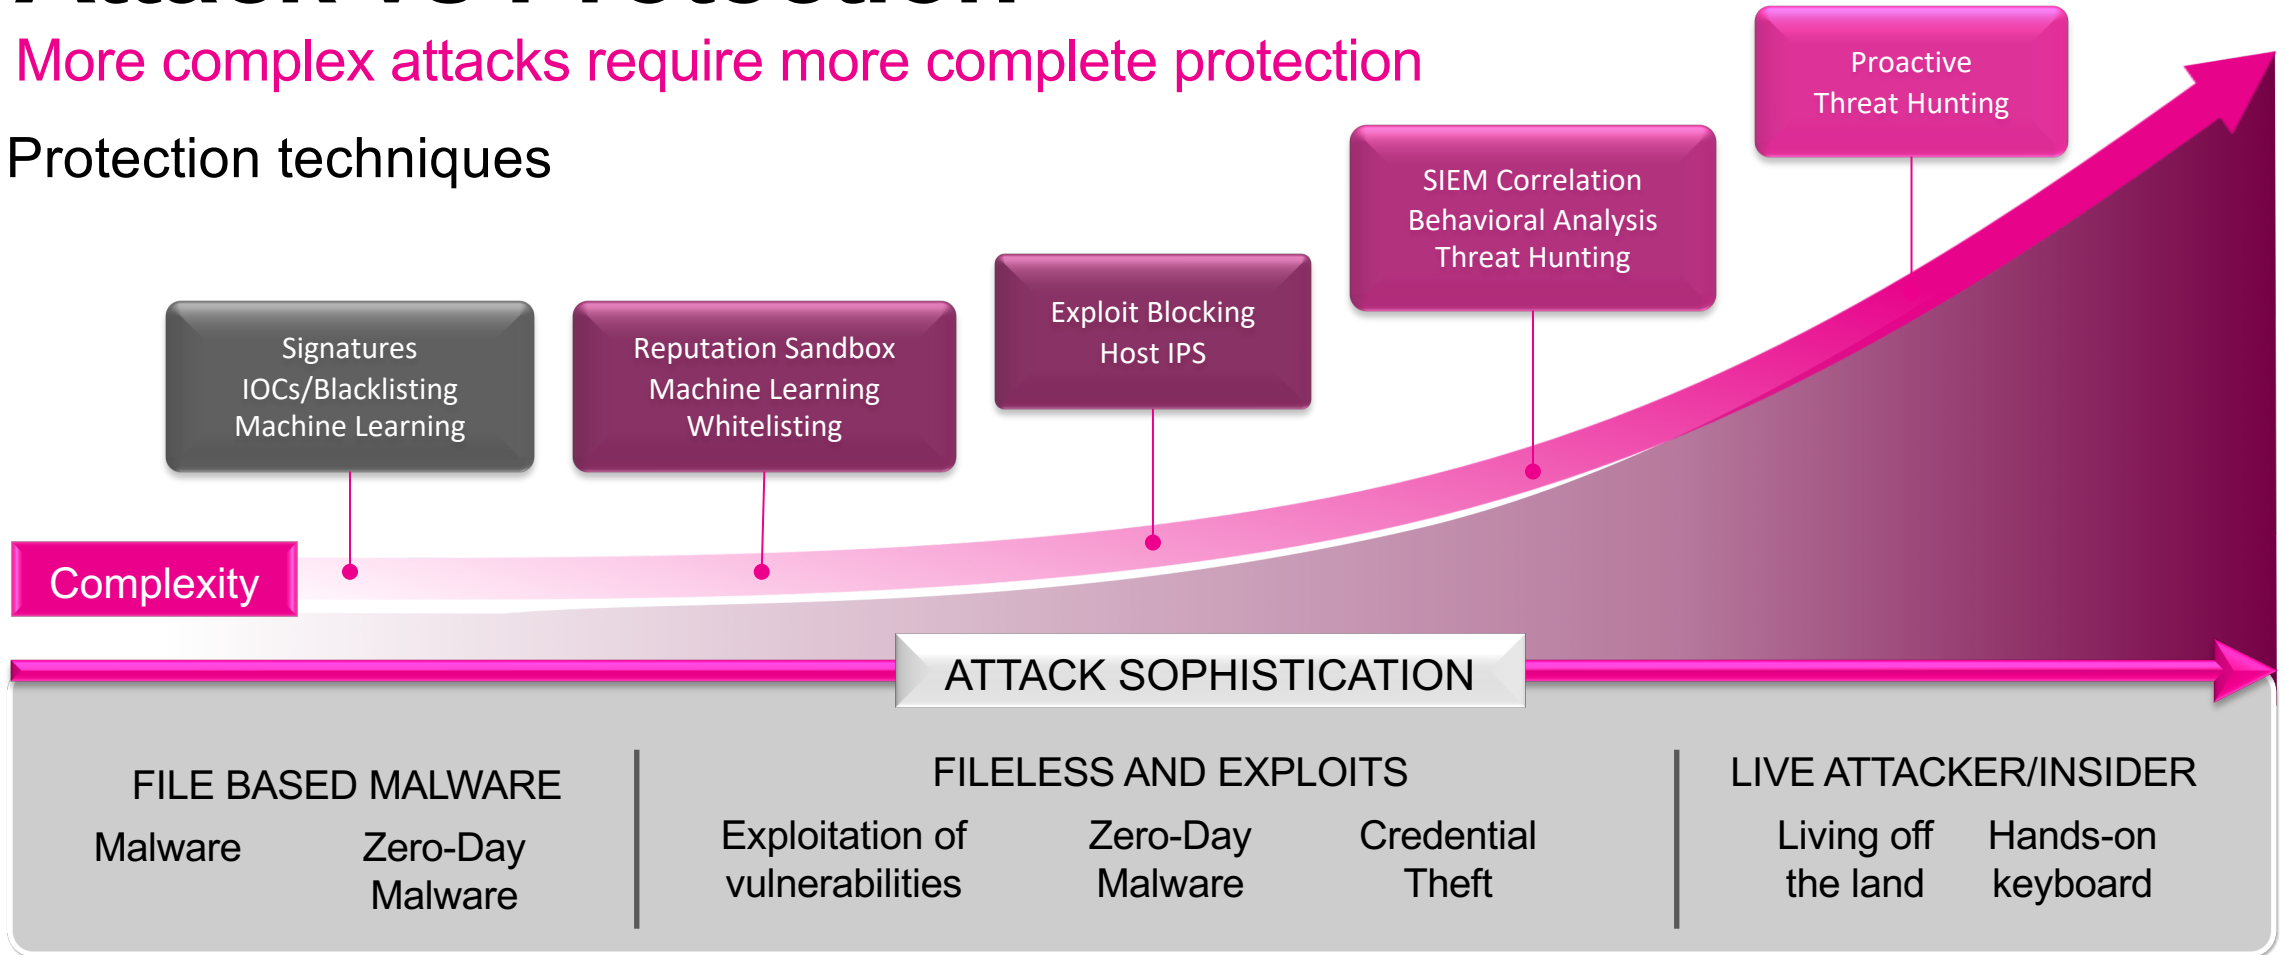 Attack vs Protection
More complex attacks require more complete protection
Protection techniques
Proactive
Threat Hunting
SIEM Correlation
Behavioral Analysis
Threat Hunting
Exploit Blocking
Host IPS
Signatures
IOCs/Blacklisting
Machine Learning
Reputation Sandbox
Machine Learning
Whitelisting
Complexity
ATTACK SOPHISTICATION
FILE BASED MALWARE
Malware
Zero-Day
Malware
FILELESS AND EXPLOITS
Exploitation of
vulnerabilities
Zero-Day
Malware
Credential
Theft
LIVE ATTACKER/INSIDER
Living off
the land
Hands-on
keyboard